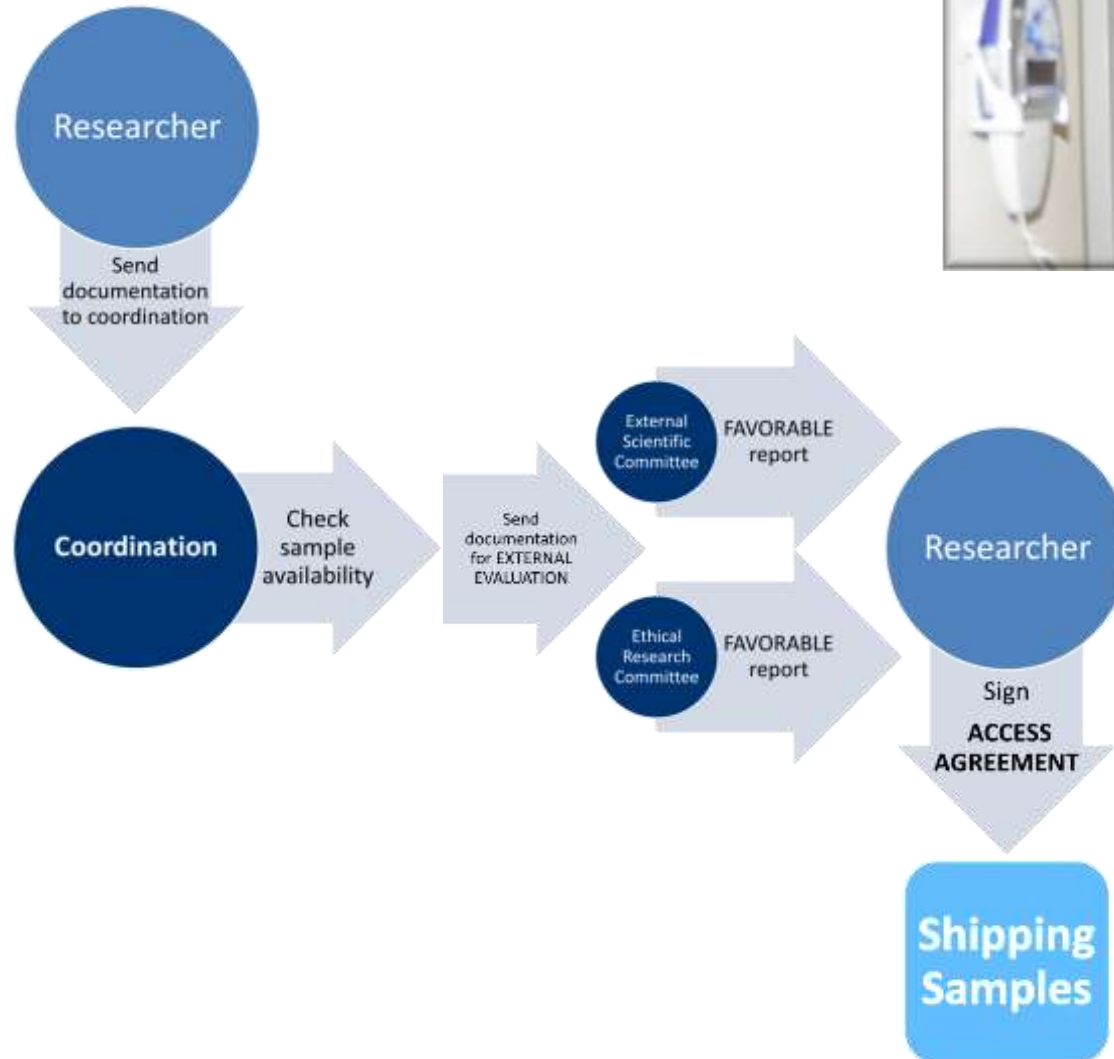 Researcher
Send
documentation
to coordination
Coordination
Check
sample
availability
Send
documentation
for EXTERNAL
EVALUATION
External
Scientific
Committee
FAVORABLE
report
Ethical
Research
Committee
FAVORABLE
report
Researcher
Sign
ACCESS
AGREEMENT
Shipping
Samples